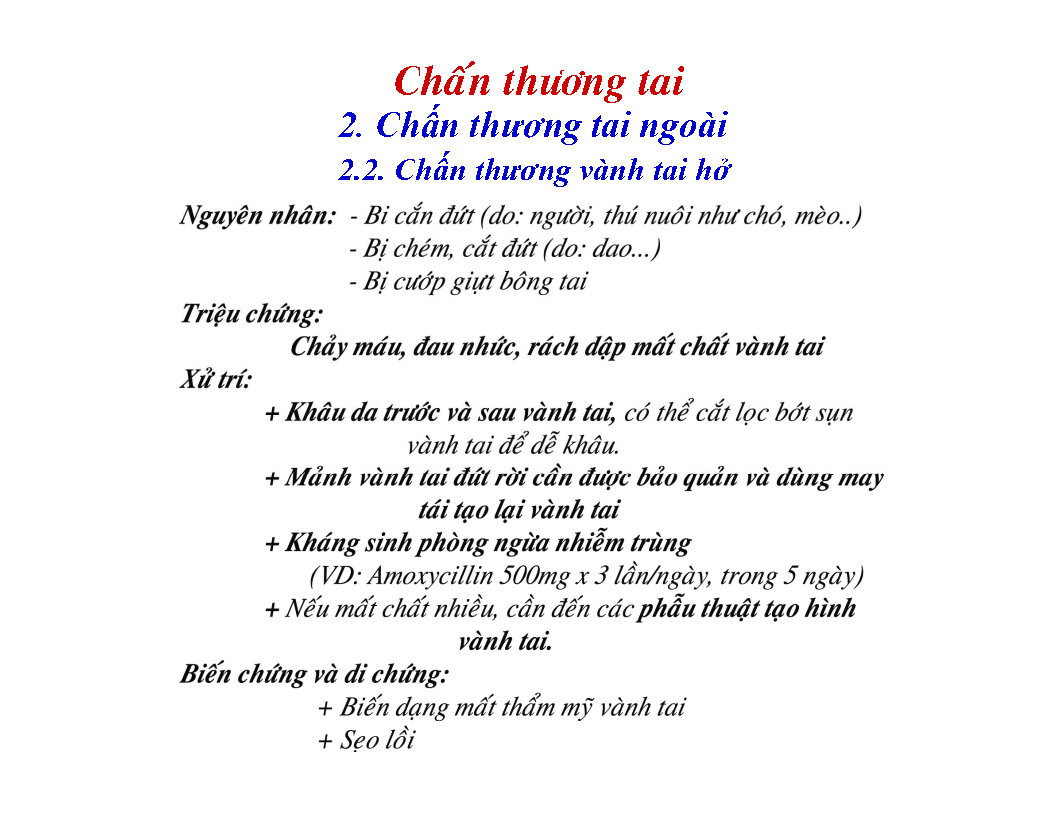 Chấn thương tai
2. Chấn thương tai ngoài
2.2. Chấn thương vành tai hở
Nguyên nhân: - Bi cắn đứt (do: người, thú nuôi như chó, mèo..)
- Bị chém, cắt đứt (do: dao...)
- Bị cướp giựt bông tai
Triệu chứng:
Chảy máu, đau nhức, rách dập mất chất vành tai
Xử trí:
+ Khâu da trước và sau vành tai, có thể cắt lọc bớt sụn
vành tai để dễ khâu.
+ Mảnh vành tai đứt rời cần được bảo quản và dùng may
tái tạo lại vành tai
+ Kháng sinh phòng ngừa nhiễm trùng
(VD: Amoxycillin 500mg x 3 lần/ngày, trong 5 ngày)
+ Nếu mất chất nhiều, cần đến các phẫu thuật tạo hình
vành tai.
Biến chứng và di chứng:
+ Biến dạng mất thẩm mỹ vành tai
+ Sẹo lồi